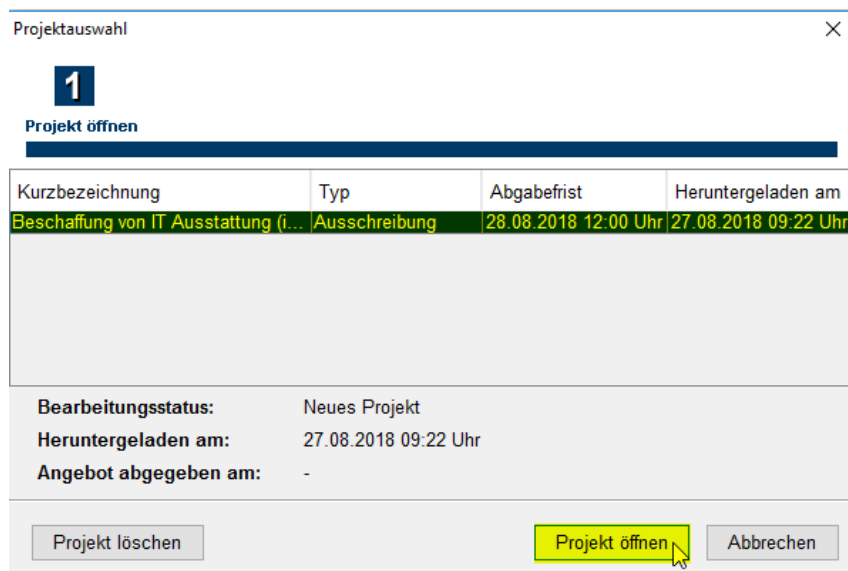 Projektauswahl
1
Projekt öffnen
Kurzbezeichnung Typ Abgabefrist Heruntergeladen am
Beschaffung von IT Ausstattung (i... Ausschreibung 28.08.2018 12:00 Uhr 27.08.2018 09:22 Uhr
Bearbeitungsstatus: Neues Projekt
Heruntergeladen am: 27.08.2018 09:22 Uhr
Angebot abgegeben am: -
Projekt löschen Projekt öffnen Abbrechen